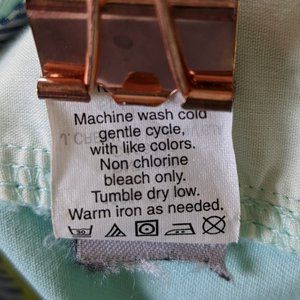 Machine wash cold
gentle cycle,
with like colors.
Non chlorine
bleach only.
Tumble dry low.
Warm iron as needed.